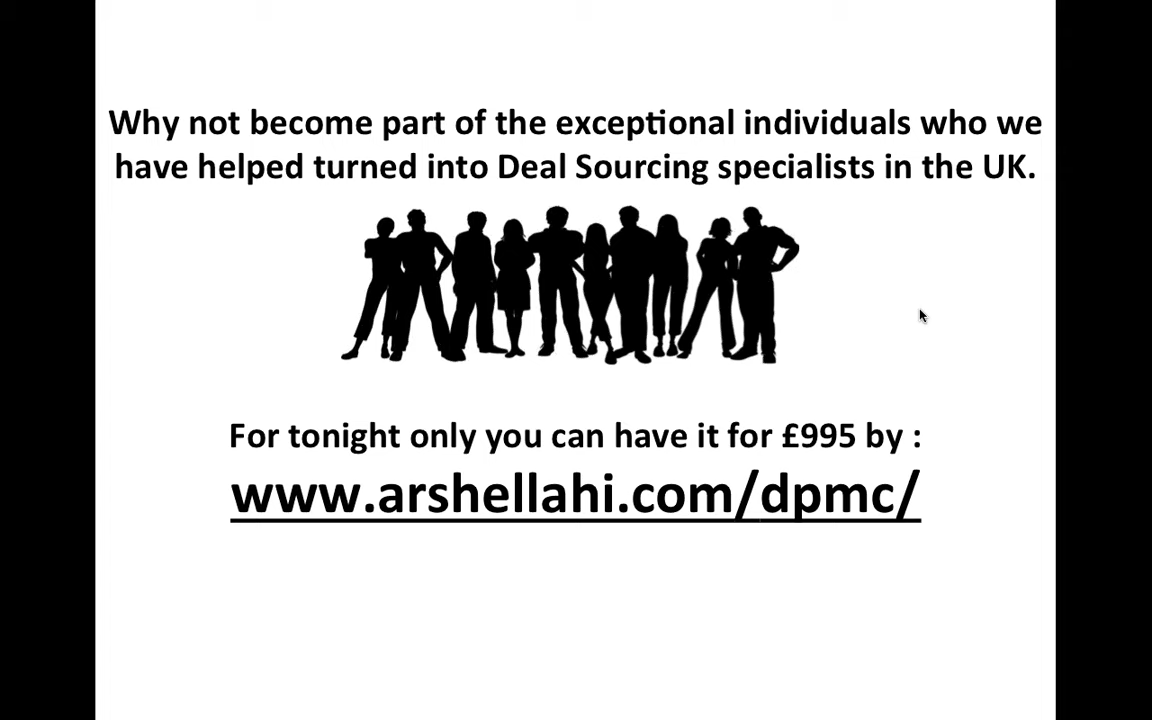 Why not become part of the exceptional individuals who we
have helped turned into Deal Sourcing specialists in the UK.
For tonight only you can have it for £995 by :
www.arshellahi.com/dpmc/